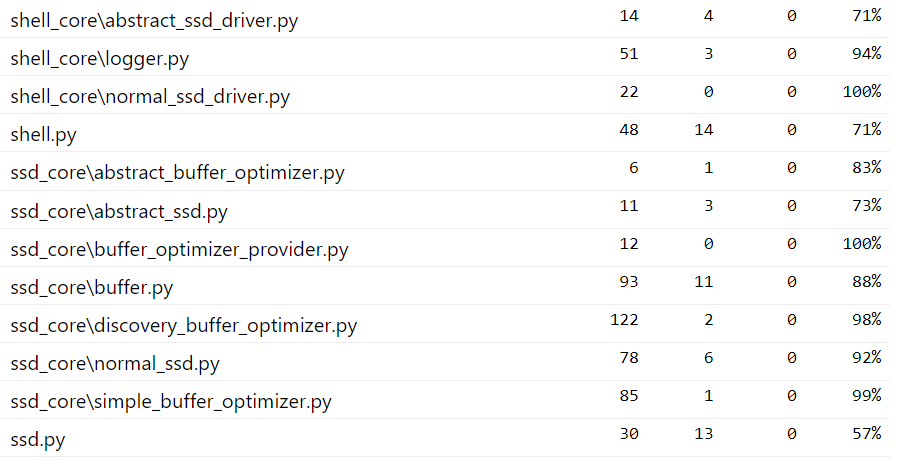 shell_core\abstract_ssd_driver.py 14 4 0 71%
shell_core\logger.py 51 3 0 94%
shell_core\normal_ssd_driver.py 22 0 0 100%
shell.py 48 14 0 71%
ssd_core\abstract_buffer_optimizer.py 6 1 0 83%
ssd_core\abstract_ssd.py 11 3 0 73%
ssd_core\buffer_optimizer_provider.py 12 0 0 100%
ssd_core\buffer.py 93 11 0 88%
ssd_core\discovery_buffer_optimizer.py 122 2 0 98%
ssd_core\normal_ssd.py 78 6 0 92%
ssd_core\simple_buffer_optimizer.py 85 1 0 99%
ssd.py 30 13 0 57%